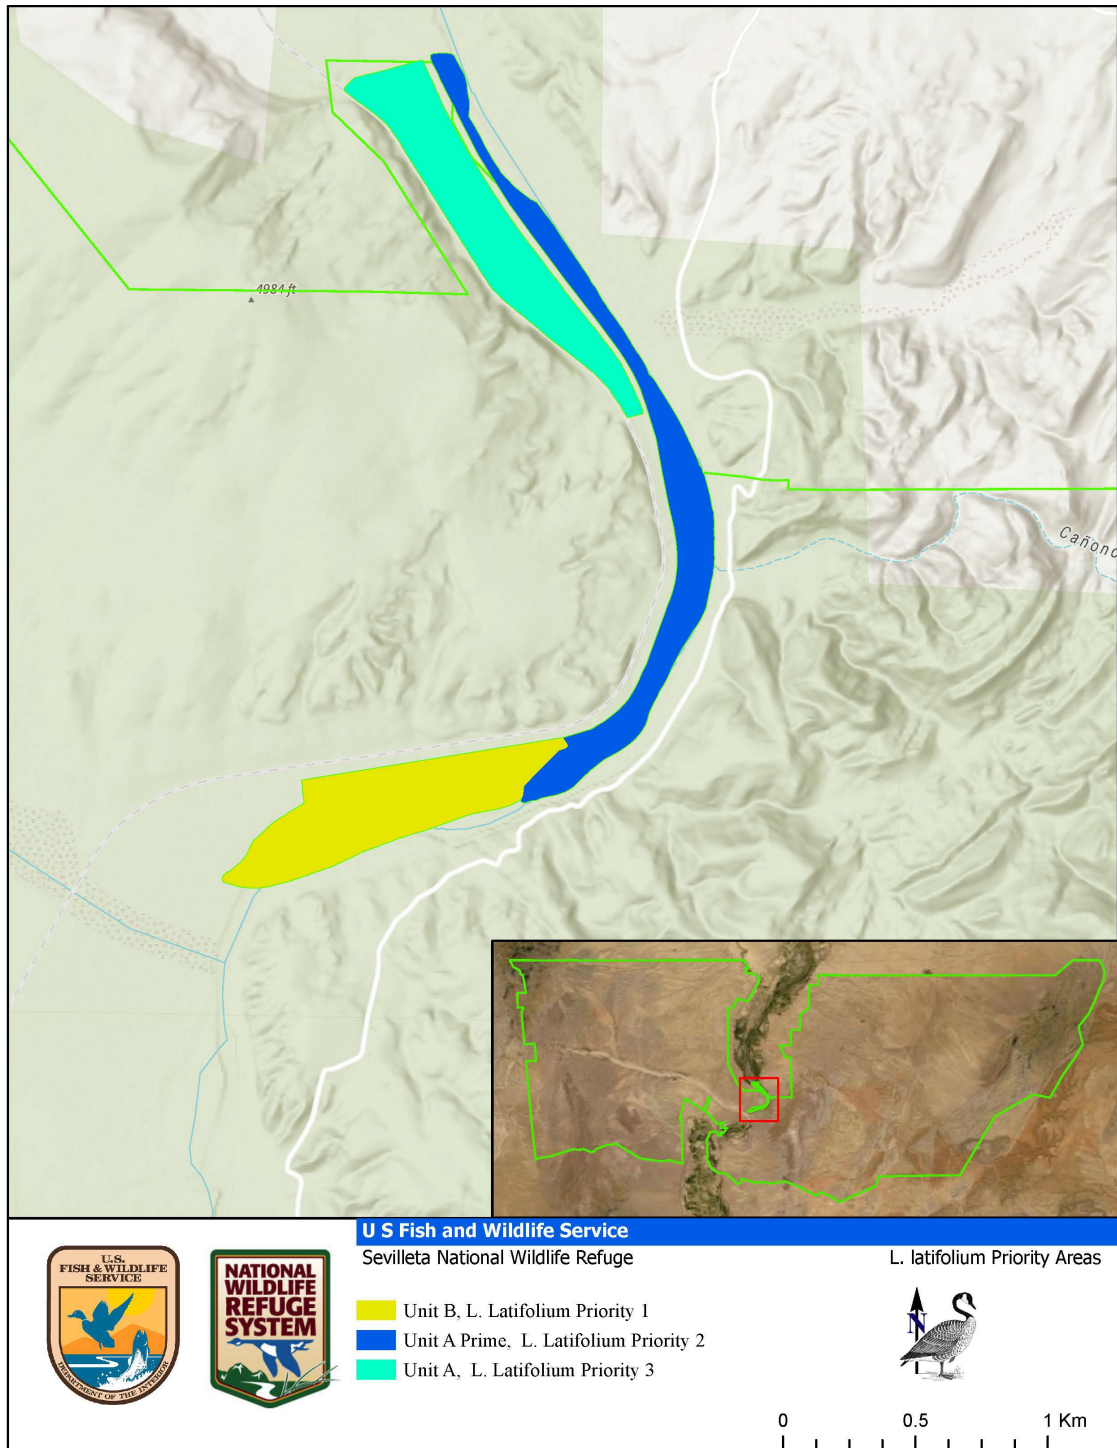 4984 ft
Cañonc
U S Fish and Wildlife Service
Sevilleta National Wildlife Refuge
L. latifolium Priority Areas
U.S.
FISH & WILDLIFE
SERVICE
DEPARTMENT OF THE INTERIOR
NATIONAL
WILDLIFE
REFUGE
SYSTEM
Unit B, L. Latifolium Priority 1
Unit A Prime, L. Latifolium Priority 2
Unit A, L. Latifolium Priority 3
N
0 0.5 1 Km